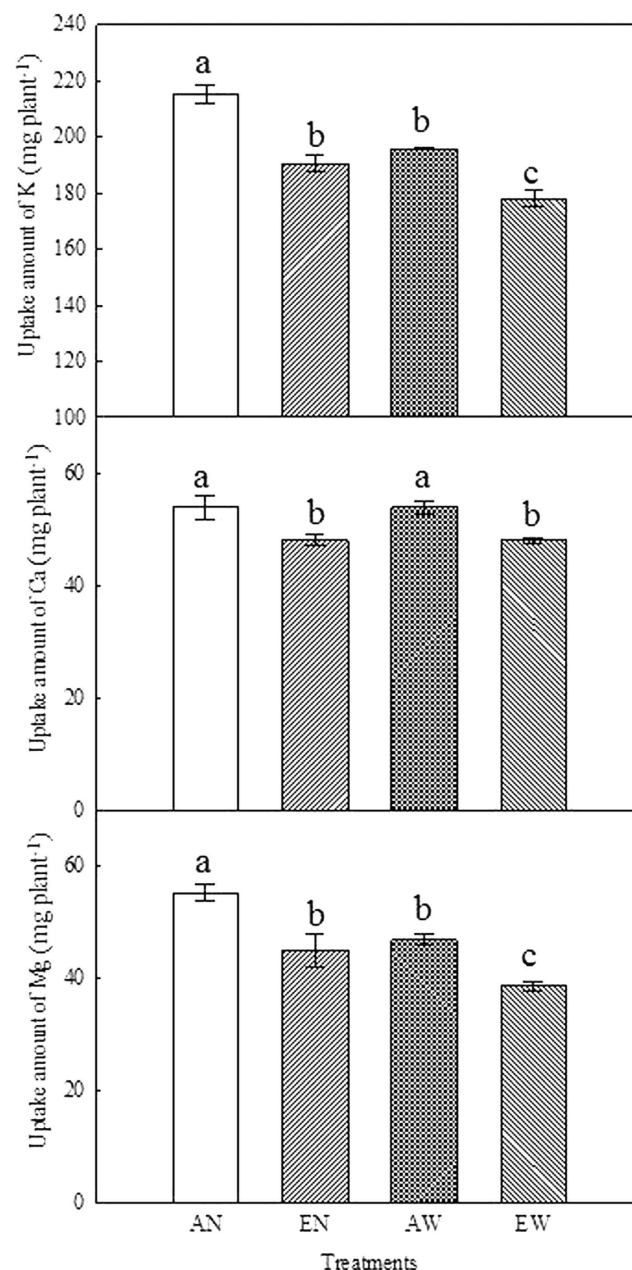 240
220
200
180
160
140
120
100
Uptake amount of K (mg plant⁻¹)
a
b
b
c
60
40
20
0
Uptake amount of Ca (mg plant⁻¹)
a
b
a
b
60
40
20
0
Uptake amount of Mg (mg plant⁻¹)
a
b
b
c
AN EN AW EW
Treatments